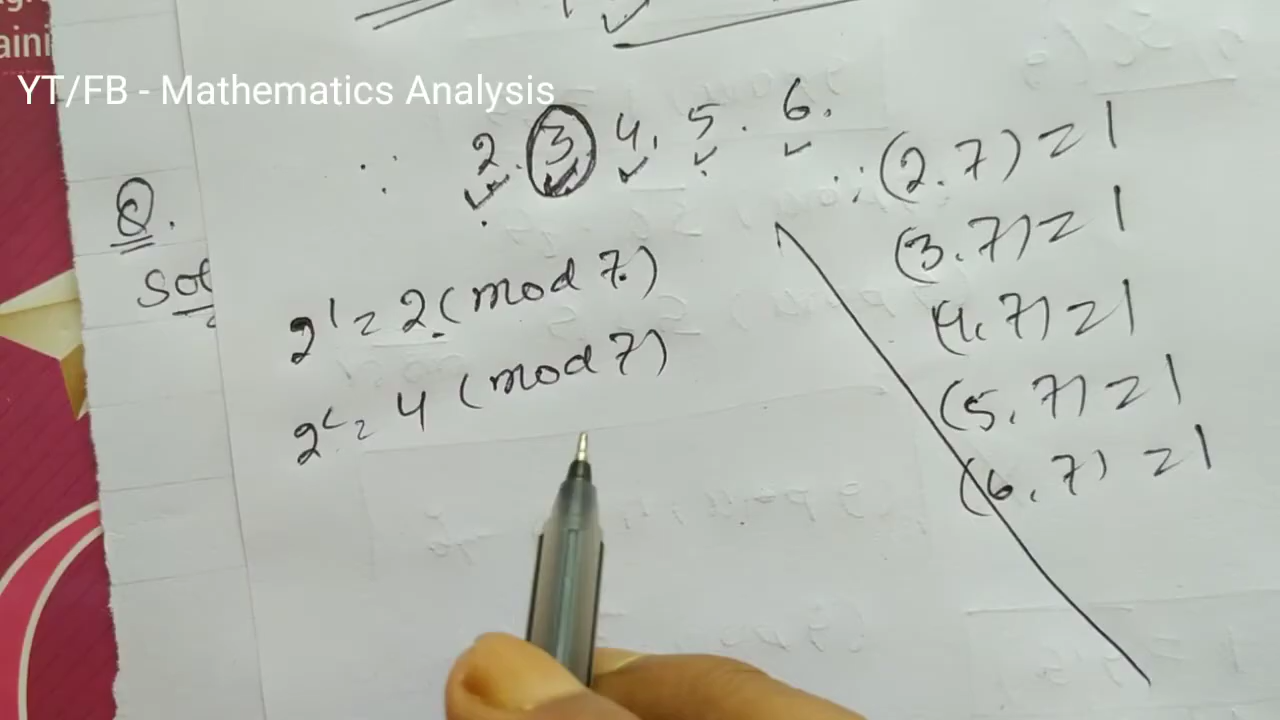 aini
YT/FB - Mathematics Analysis
∵ 2. 3 4, 5. 6.
Q.
Sol
2¹ = 2 (mod 7)
2² = 4 (mod 7)
∵ (2.7) = 1
(3.7) = 1
(4,7) = 1
(5,7) = 1
(6,7) = 1